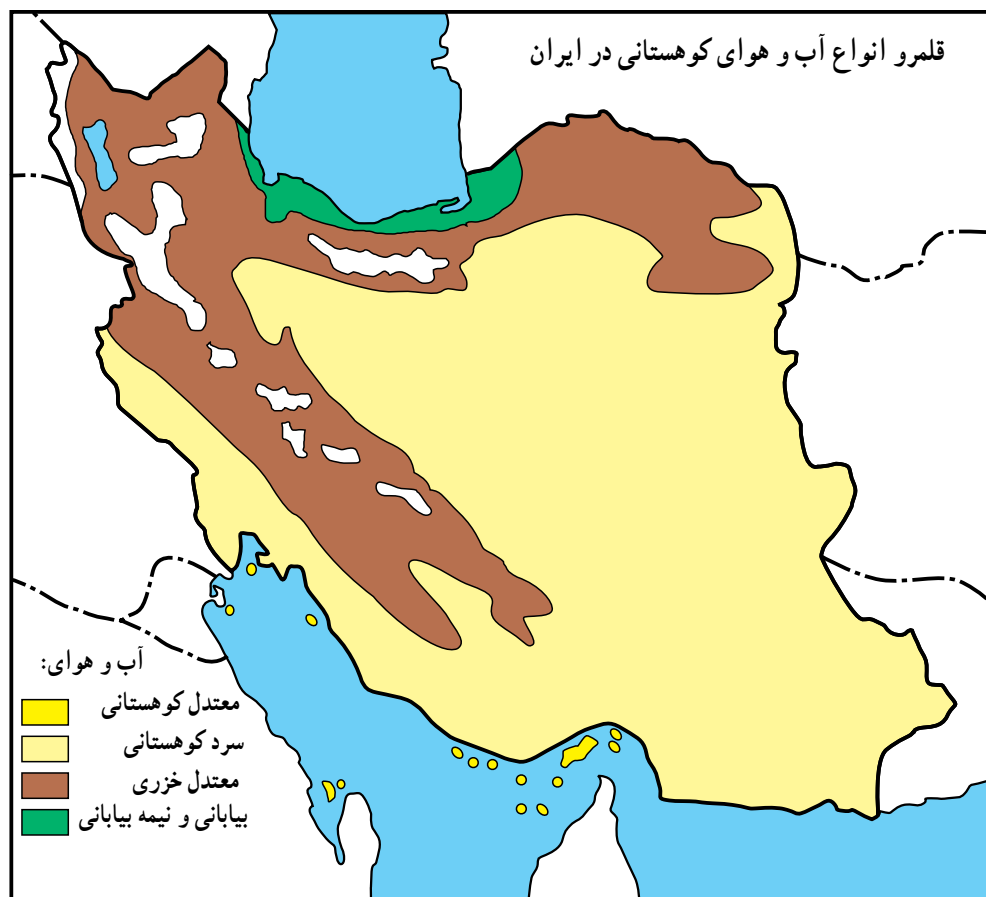 قلمرو انواع آب و هوای کوهستانی در ایران
آب و هوای:
معتدل کوهستانی
سرد کوهستانی
معتدل خزری
بیابانی و نیمه بیابانی